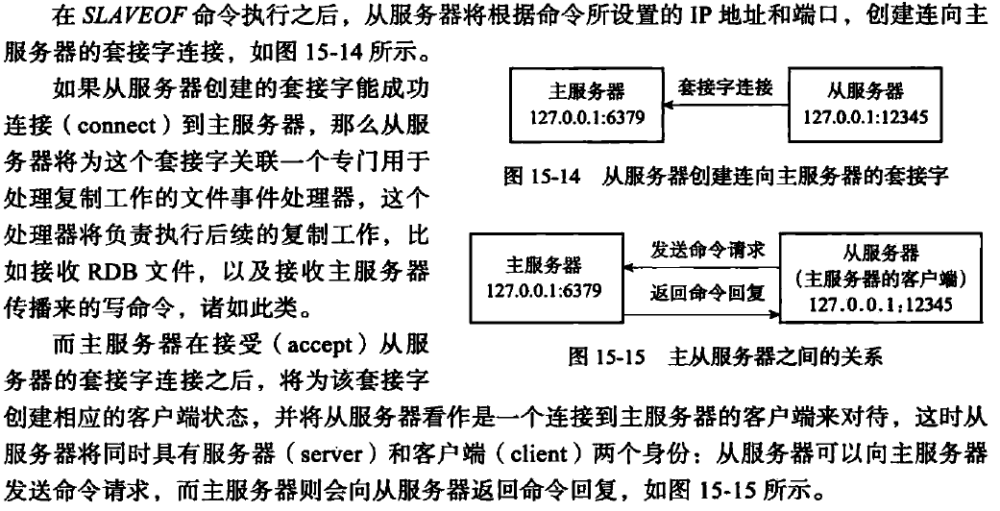 在 SLAVEOF 命令执行之后，从服务器将根据命令所设置的 IP 地址和端口，创建连向主
服务器的套接字连接，如图 15-14 所示。
如果从服务器创建的套接字能成功
连接（connect）到主服务器，那么从服
务器将为这个套接字关联一个专门用于
处理复制工作的文件事件处理器，这个
处理器将负责执行后续的复制工作，比
如接收 RDB 文件，以及接收主服务器
传播来的写命令，诸如此类。
主服务器
127.0.0.1:6379
套接字连接
从服务器
127.0.0.1:12345
图 15-14 从服务器创建连向主服务器的套接字
主服务器
127.0.0.1:6379
发送命令请求
返回命令回复
从服务器
（主服务器的客户端）
127.0.0.1:12345
图 15-15 主从服务器之间的关系
而主服务器在接受（accept）从服
务器的套接字连接之后，将为该套接字
创建相应的客户端状态，并将从服务器看作是一个连接到主服务器的客户端来对待，这时从
服务器将同时具有服务器（server）和客户端（client）两个身份：从服务器可以向主服务器
发送命令请求，而主服务器则会向从服务器返回命令回复，如图 15-15 所示。